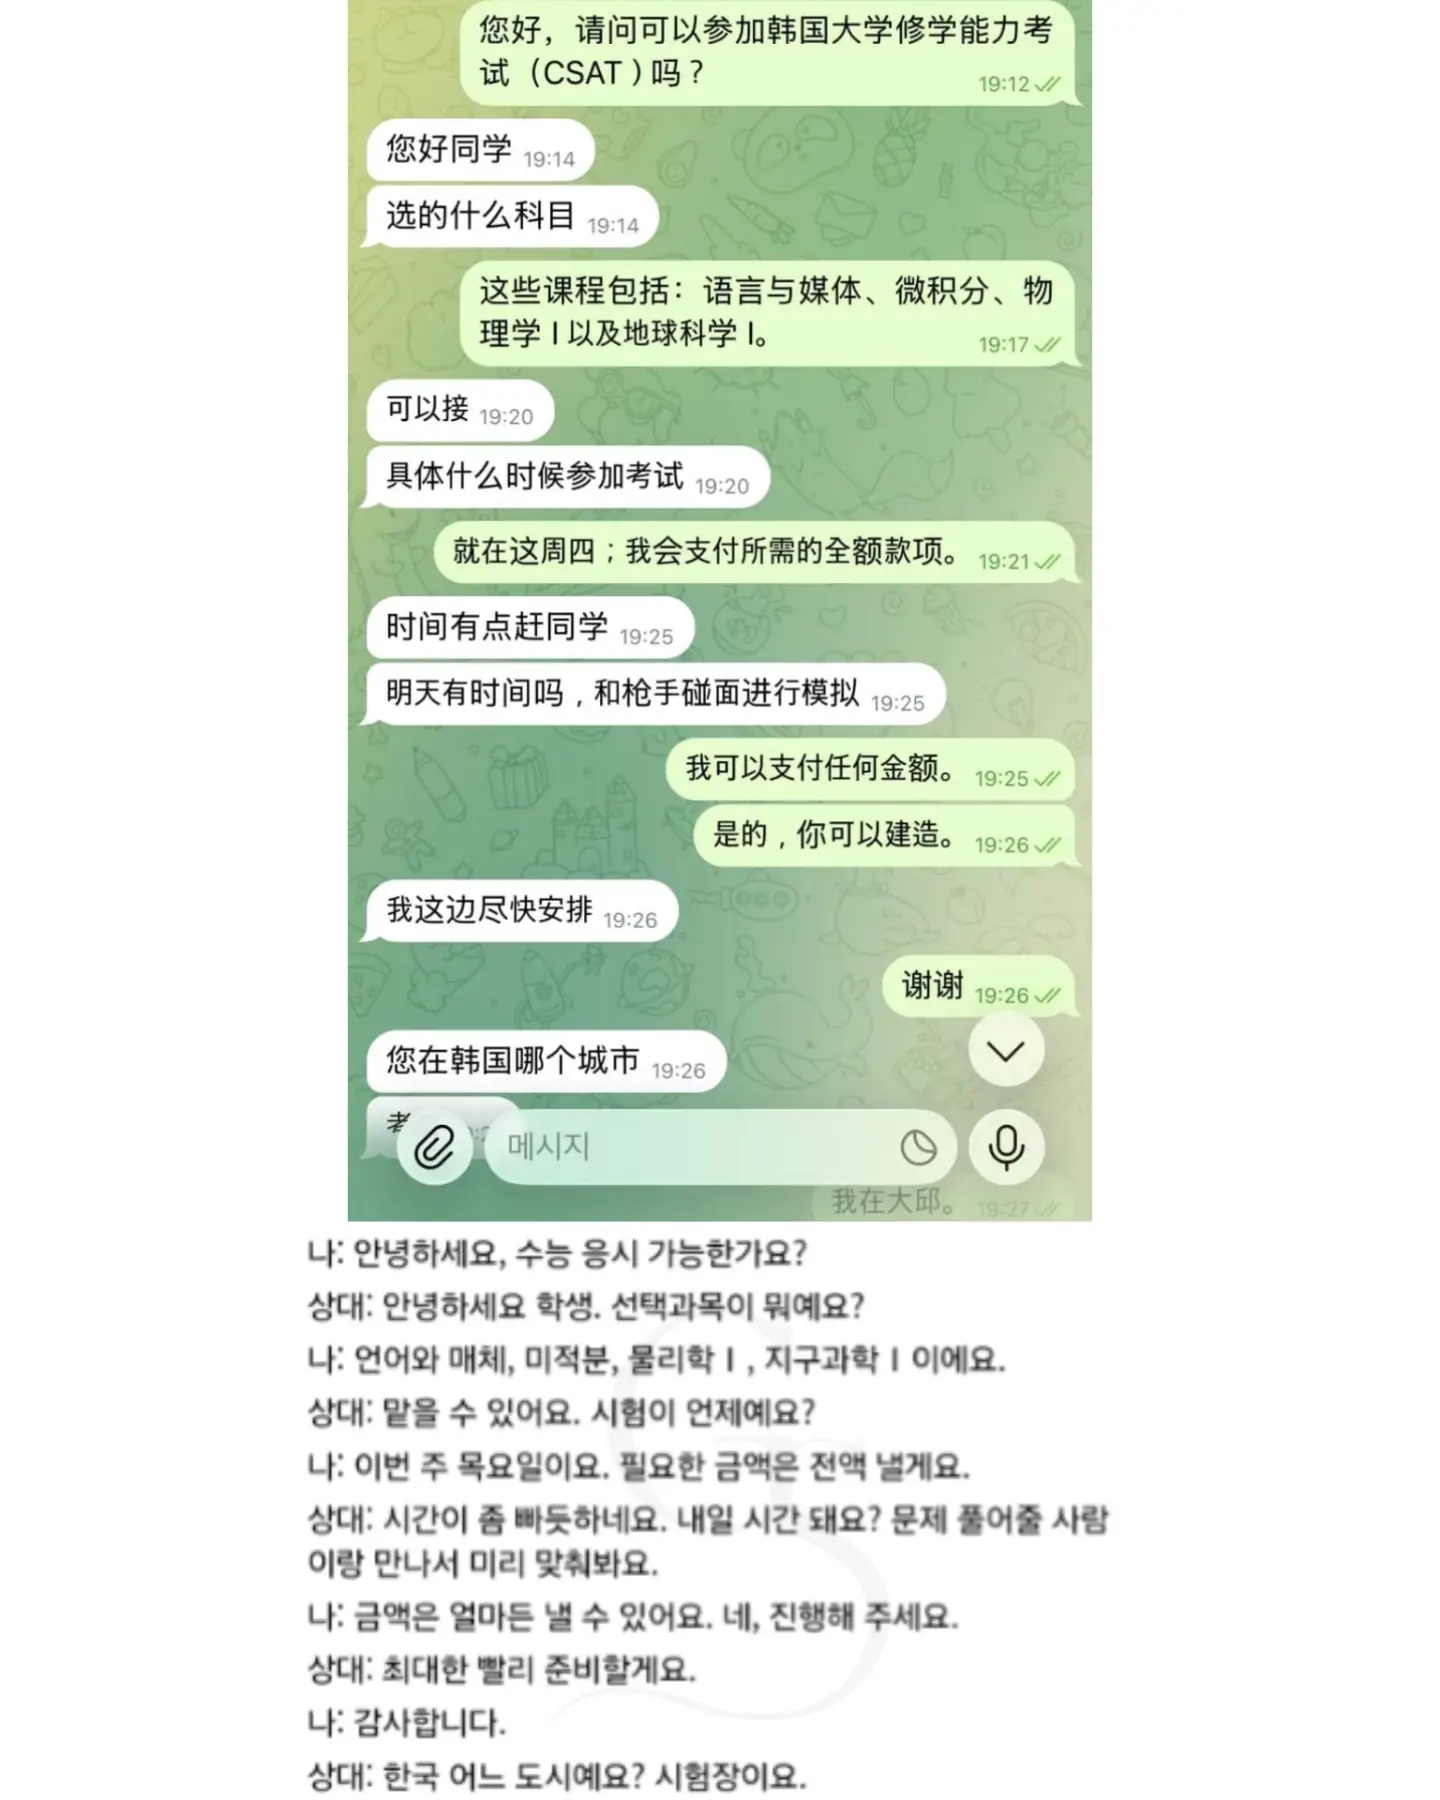 您好，请问可以参加韩国大学修学能力考
试（CSAT）吗？
19:12
您好同学 19:14
选的什么科目 19:14
这些课程包括：语言与媒体、微积分、物
理学 I 以及地球科学 I。
19:17
可以接 19:20
具体什么时候参加考试 19:20
就在这周四；我会支付所需的全额款项。 19:21
时间有点赶同学 19:25
明天有时间吗，和枪手碰面进行模拟 19:25
我可以支付任何金额。 19:25
是的，你可以建造。 19:26
我这边尽快安排 19:26
谢谢 19:26
您在韩国哪个城市 19:26
메시지
我在大邱。 19:27
나: 안녕하세요, 수능 응시 가능한가요?
상대: 안녕하세요 학생. 선택과목이 뭐예요?
나: 언어와 매체, 미적분, 물리학 I , 지구과학 I 이에요.
상대: 맡을 수 있어요. 시험이 언제예요?
나: 이번 주 목요일이요. 필요한 금액은 전액 낼게요.
상대: 시간이 좀 빠듯하네요. 내일 시간 돼요? 문제 풀어줄 사람
이랑 만나서 미리 맞춰봐요.
나: 금액은 얼마든 낼 수 있어요. 네, 진행해 주세요.
상대: 최대한 빨리 준비할게요.
나: 감사합니다.
상대: 한국 어느 도시예요? 시험장이요.